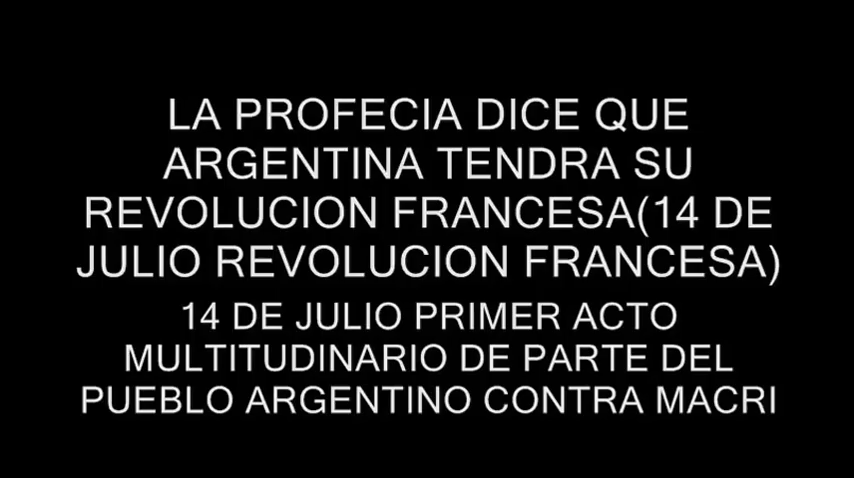 LA PROFECIA DICE QUE
ARGENTINA TENDRA SU
REVOLUCION FRANCESA(14 DE
JULIO REVOLUCION FRANCESA)
14 DE JULIO PRIMER ACTO
MULTITUDINARIO DE PARTE DEL
PUEBLO ARGENTINO CONTRA MACRI